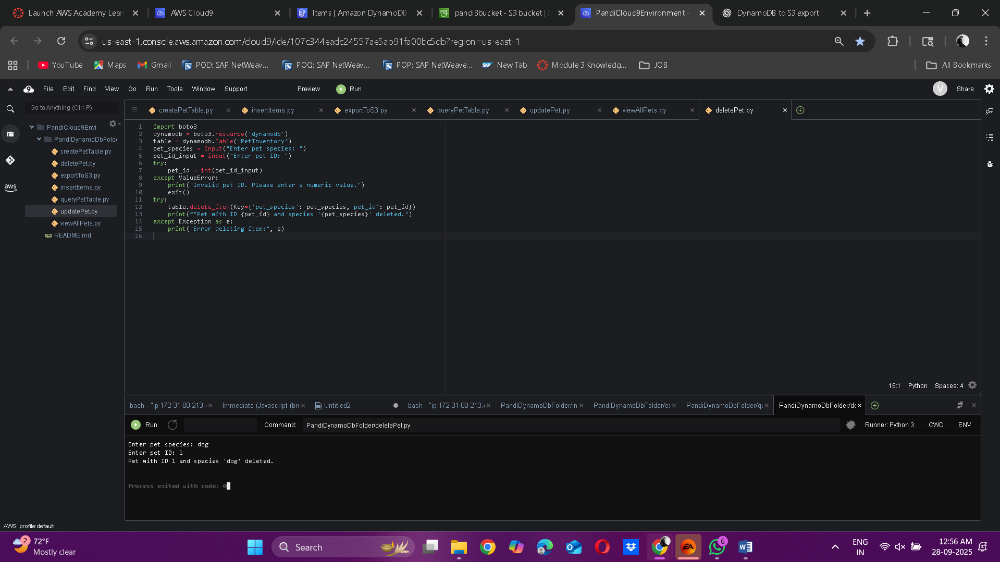 Launch AWS Academy Lear
AWS Cloud9
Items | Amazon DynamoDB
pandi3bucket - S3 bucket |
PandiCloud9Environment -
DynamoDB to S3 export
us-east-1.console.aws.amazon.com/cloud9/ide/107c344eadc24557ae5ab91fa00bc5db?region=us-east-1
YouTube
Maps
Gmail
POD: SAP NetWeav...
POQ: SAP NetWeav...
POP: SAP NetWeave...
SAP
New Tab
Module 3 Knowledg...
JOB
All Bookmarks
9
File Edit Find View Go Run Tools Window Support
Preview
Run
V
Share
Go to Anything (Ctrl-P)
createPetTable.py
insertItems.py
exportToS3.py
queryPetTable.py
updatePet.py
viewAllPets.py
deletePet.py
aws
PandiCloud9Envi
PandiDynamoDbFold
createPetTable.py
deletePet.py
exportToS3.py
insertItems.py
queryPetTable.py
updatePet.py
viewAllPets.py
README.md
1 import boto3
2 dynamodb = boto3.resource('dynamodb')
3 table = dynamodb.Table('PetInventory')
4 pet_species = input("Enter pet species: ")
5 pet_id_input = input("Enter pet ID: ")
6 try:
7     pet_id = int(pet_id_input)
8 except ValueError:
9     print("Invalid pet ID. Please enter a numeric value.")
10     exit()
11 try:
12     table.delete_item(Key={'pet_species': pet_species,'pet_id': pet_id})
13     print(f"Pet with ID {pet_id} and species '{pet_species}' deleted.")
14 except Exception as e:
15     print("Error deleting item:", e)
16
16:1 Python Spaces: 4
bash - "ip-172-31-88-213.
Immediate (Javascript (bro
Untitled2
bash - "ip-172-31-88-213.
PandiDynamoDbFolder/in
PandiDynamoDbFolder/ex
PandiDynamoDbFolder/qu
PandiDynamoDbFolder/de
Run
Command:
PandiDynamoDbFolder/deletePet.py
Runner: Python 3
CWD
ENV
Enter pet species: dog
Enter pet ID: 1
Pet with ID 1 and species 'dog' deleted.
Process exited with code: 0
AWS: profile:default
2
72°F
Mostly clear
Search
EA
6
ENG
IN
12:56 AM
28-09-2025